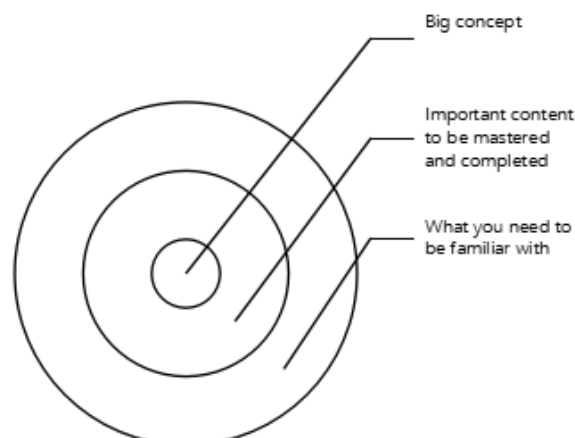 Big concept
Important content
to be mastered
and completed
What you need to
be familiar with